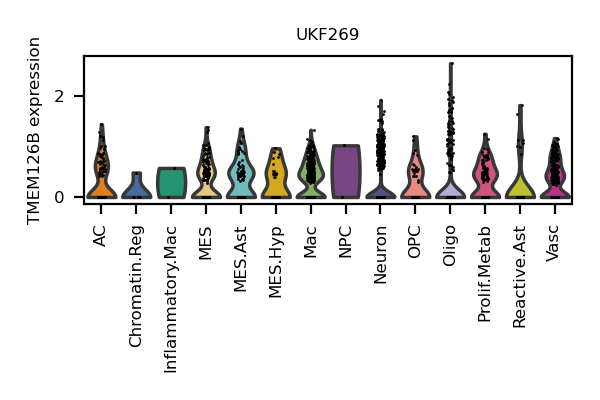 UKF269
TMEM126B expression
2
0
AC
Chromatin.Reg
Inflammatory.Mac
MES
MES.Ast
MES.Hyp
Mac
NPC
Neuron
OPC
Oligo
Prolif.Metab
Reactive.Ast
Vasc